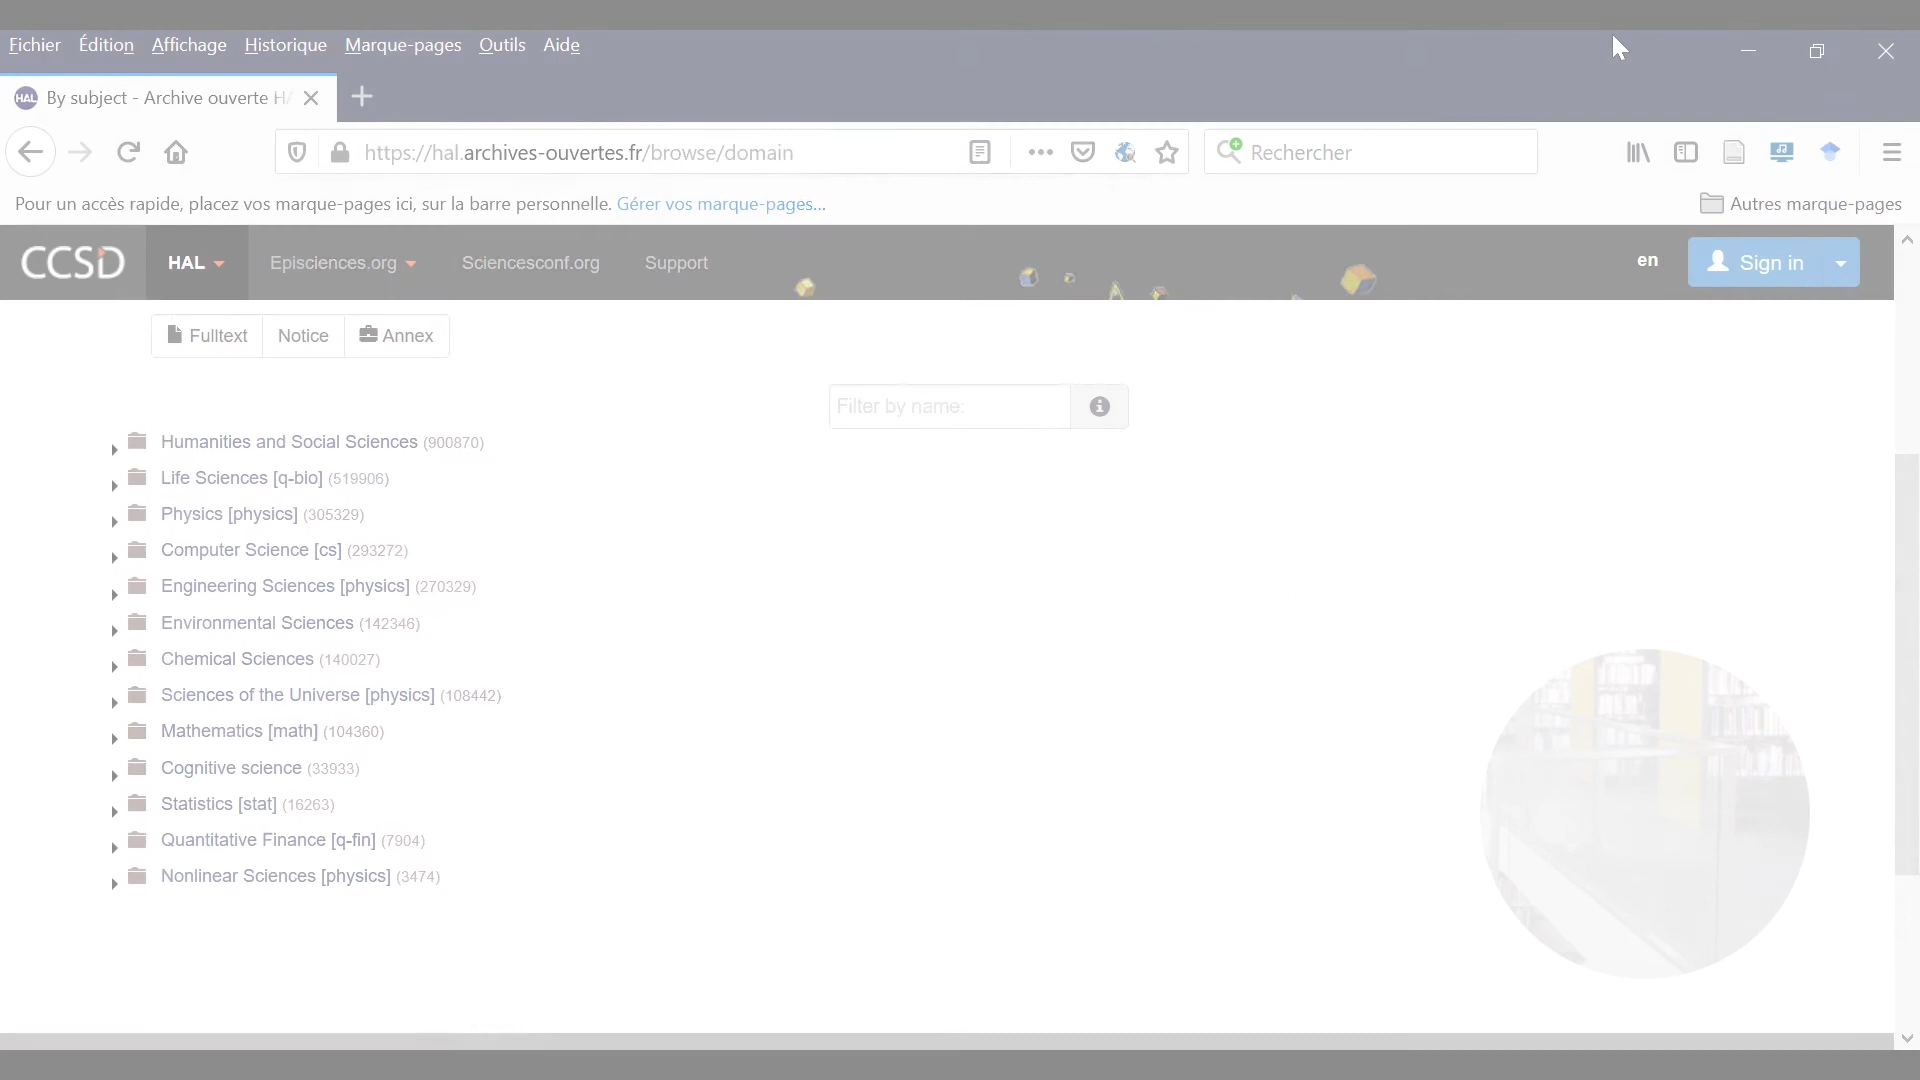 Fichier Édition Affichage Historique Marque-pages Outils Aide
HAL By subject - Archive ouverte HA
https://hal.archives-ouvertes.fr/browse/domain Rechercher
Pour un accès rapide, placez vos marque-pages ici, sur la barre personnelle. Gérer vos marque-pages... Autres marque-pages
CCSD HAL Episciences.org Sciencesconf.org Support en Sign in
Fulltext Notice Annex
Filter by name:
Humanities and Social Sciences (900870)
Life Sciences [q-bio] (519906)
Physics [physics] (305329)
Computer Science [cs] (293272)
Engineering Sciences [physics] (270329)
Environmental Sciences (142346)
Chemical Sciences (140027)
Sciences of the Universe [physics] (108442)
Mathematics [math] (104360)
Cognitive science (33933)
Statistics [stat] (16263)
Quantitative Finance [q-fin] (7904)
Nonlinear Sciences [physics] (3474)